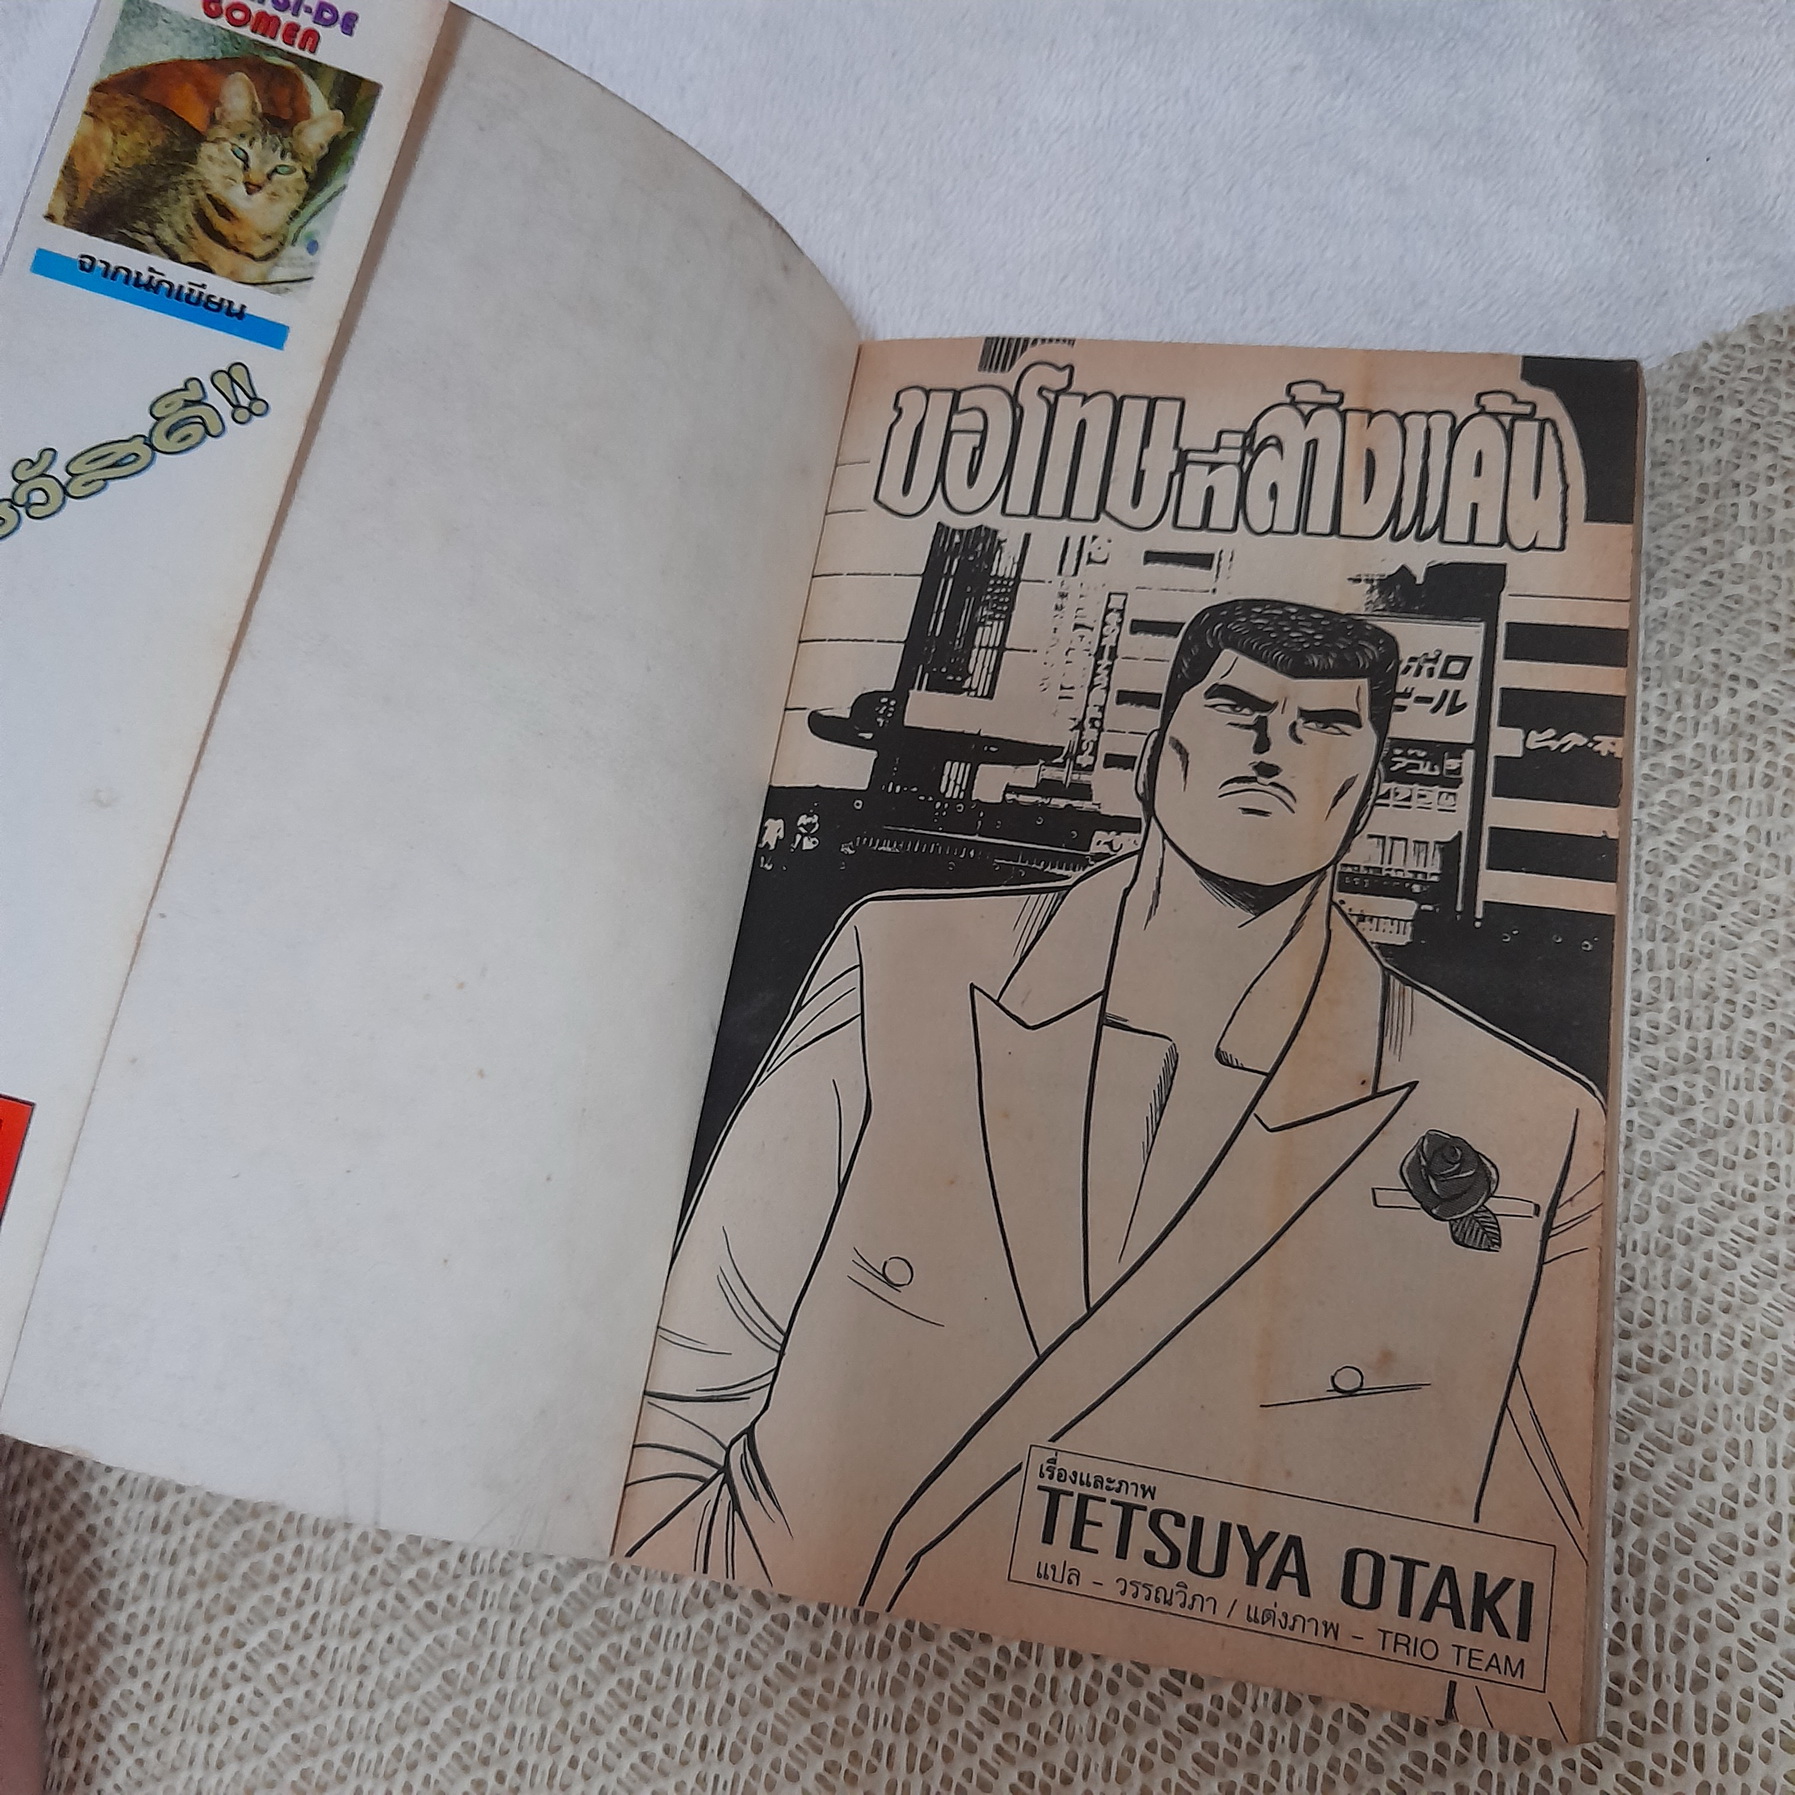 GOMEN
จากนักเขียน
สวัสดี!!
ขอโทษที่ล้างแค้น
ビール
เรื่องและภาพ
TETSUYA OTAKI
แปล - วรรณวิภา / แต่งภาพ - TRIO TEAM